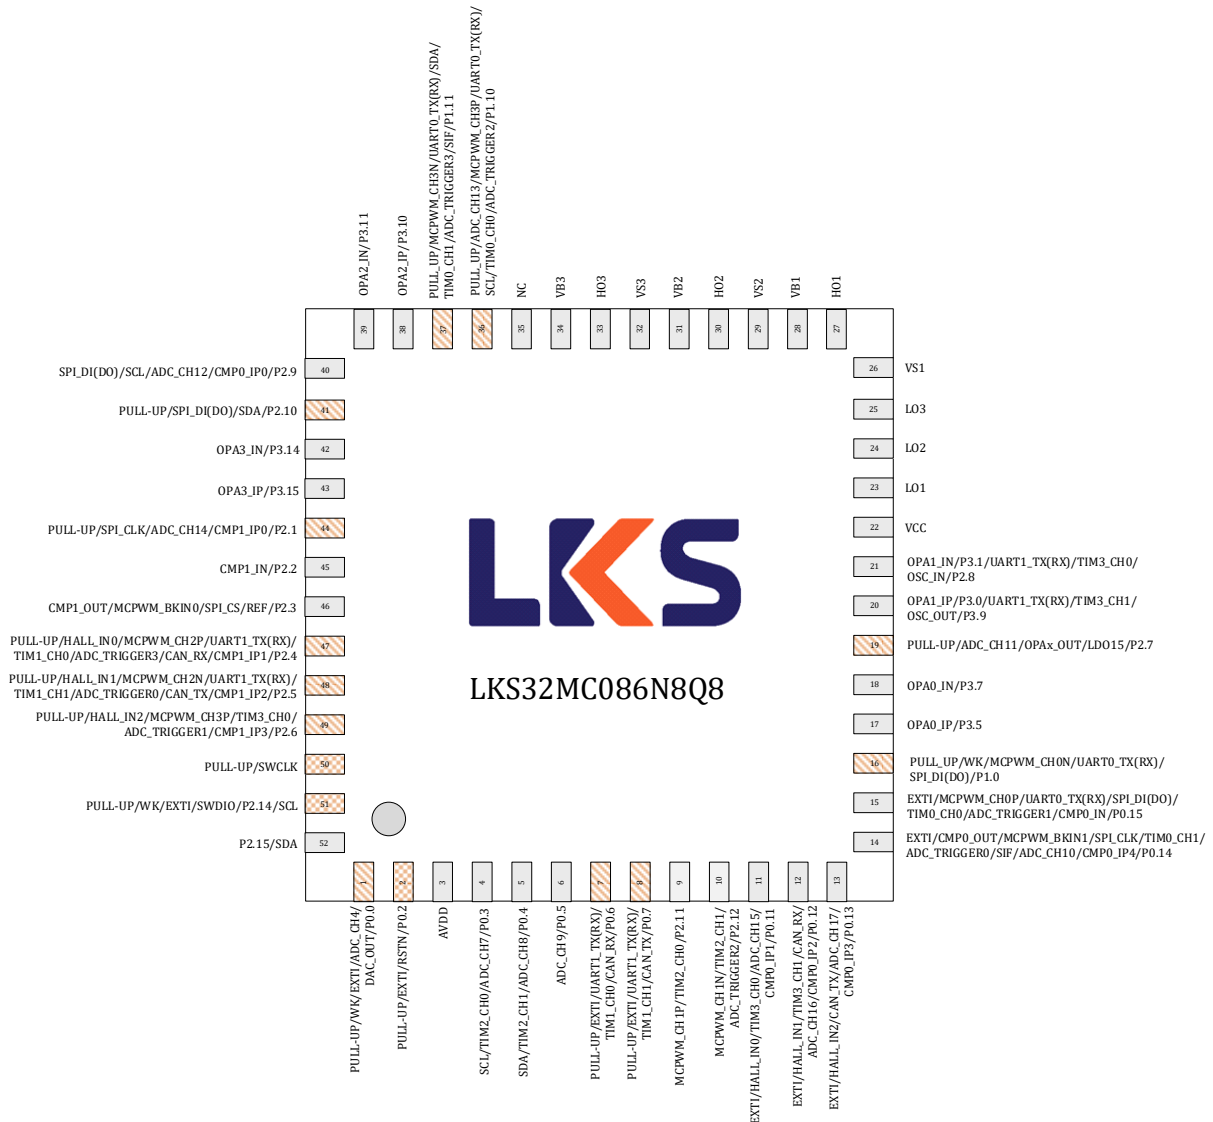 PULL_UP/MCPWM_CH3N/UART0_TX(RX)/SDA/
TIM0_CH1/ADC_TRIGGER3/SIF/P1.11
PULL_UP/ADC_CH13/MCPWM_CH3P/UART0_TX(RX)/
SCL/TIM0_CH0/ADC_TRIGGER2/P1.10
OPA2_IN/P3.11
OPA2_IP/P3.10
NC
VB3
HO3
VS3
VB2
HO2
VS2
VB1
HO1
39
38
37
36
35
34
33
32
31
30
29
28
27
SPI_DI(DO)/SCL/ADC_CH12/CMP0_IP0/P2.9
40
PULL-UP/SPI_DI(DO)/SDA/P2.10
41
OPA3_IN/P3.14
42
OPA3_IP/P3.15
43
PULL-UP/SPI_CLK/ADC_CH14/CMP1_IP0/P2.1
44
CMP1_IN/P2.2
45
CMP1_OUT/MCPWM_BKIN0/SPI_CS/REF/P2.3
46
PULL-UP/HALL_IN0/MCPWM_CH2P/UART1_TX(RX)/
TIM1_CH0/ADC_TRIGGER3/CAN_RX/CMP1_IP1/P2.4
47
PULL-UP/HALL_IN1/MCPWM_CH2N/UART1_TX(RX)/
TIM1_CH1/ADC_TRIGGER0/CAN_TX/CMP1_IP2/P2.5
48
PULL-UP/HALL_IN2/MCPWM_CH3P/TIM3_CH0/
ADC_TRIGGER1/CMP1_IP3/P2.6
49
PULL-UP/SWCLK
50
PULL-UP/WK/EXTI/SWDIO/P2.14/SCL
51
P2.15/SDA
52
LKS
LKS32MC086N8Q8
26
VS1
25
LO3
24
LO2
23
LO1
22
VCC
21
OPA1_IN/P3.1/UART1_TX(RX)/TIM3_CH0/
OSC_IN/P2.8
20
OPA1_IP/P3.0/UART1_TX(RX)/TIM3_CH1/
OSC_OUT/P3.9
19
PULL-UP/ADC_CH11/OPAx_OUT/LDO15/P2.7
18
OPA0_IN/P3.7
17
OPA0_IP/P3.5
16
PULL_UP/WK/MCPWM_CH0N/UART0_TX(RX)/
SPI_DI(DO)/P1.0
15
EXTI/MCPWM_CH0P/UART0_TX(RX)/SPI_DI(DO)/
TIM0_CH0/ADC_TRIGGER1/CMP0_IN/P0.15
14
EXTI/CMP0_OUT/MCPWM_BKIN1/SPI_CLK/TIM0_CH1/
ADC_TRIGGER0/SIF/ADC_CH10/CMP0_IP4/P0.14
1
2
3
4
5
6
7
8
9
10
11
12
13
PULL-UP/WK/EXTI/ADC_CH4/
DAC_OUT/P0.0
PULL-UP/EXTI/RSTN/P0.2
AVDD
SCL/TIM2_CH0/ADC_CH7/P0.3
SDA/TIM2_CH1/ADC_CH8/P0.4
ADC_CH9/P0.5
PULL-UP/EXTI/UART1_TX(RX)/
TIM1_CH0/CAN_RX/P0.6
PULL-UP/EXTI/UART1_TX(RX)/
TIM1_CH1/CAN_TX/P0.7
MCPWM_CH1P/TIM2_CH0/P2.11
MCPWM_CH1N/TIM2_CH1/
ADC_TRIGGER2/P2.12
EXTI/HALL_IN0/TIM3_CH0/ADC_CH15/
CMP0_IP1/P0.11
EXTI/HALL_IN1/TIM3_CH1/CAN_RX/
ADC_CH16/CMP0_IP2/P0.12
EXTI/HALL_IN2/CAN_TX/ADC_CH17/
CMP0_IP3/P0.13